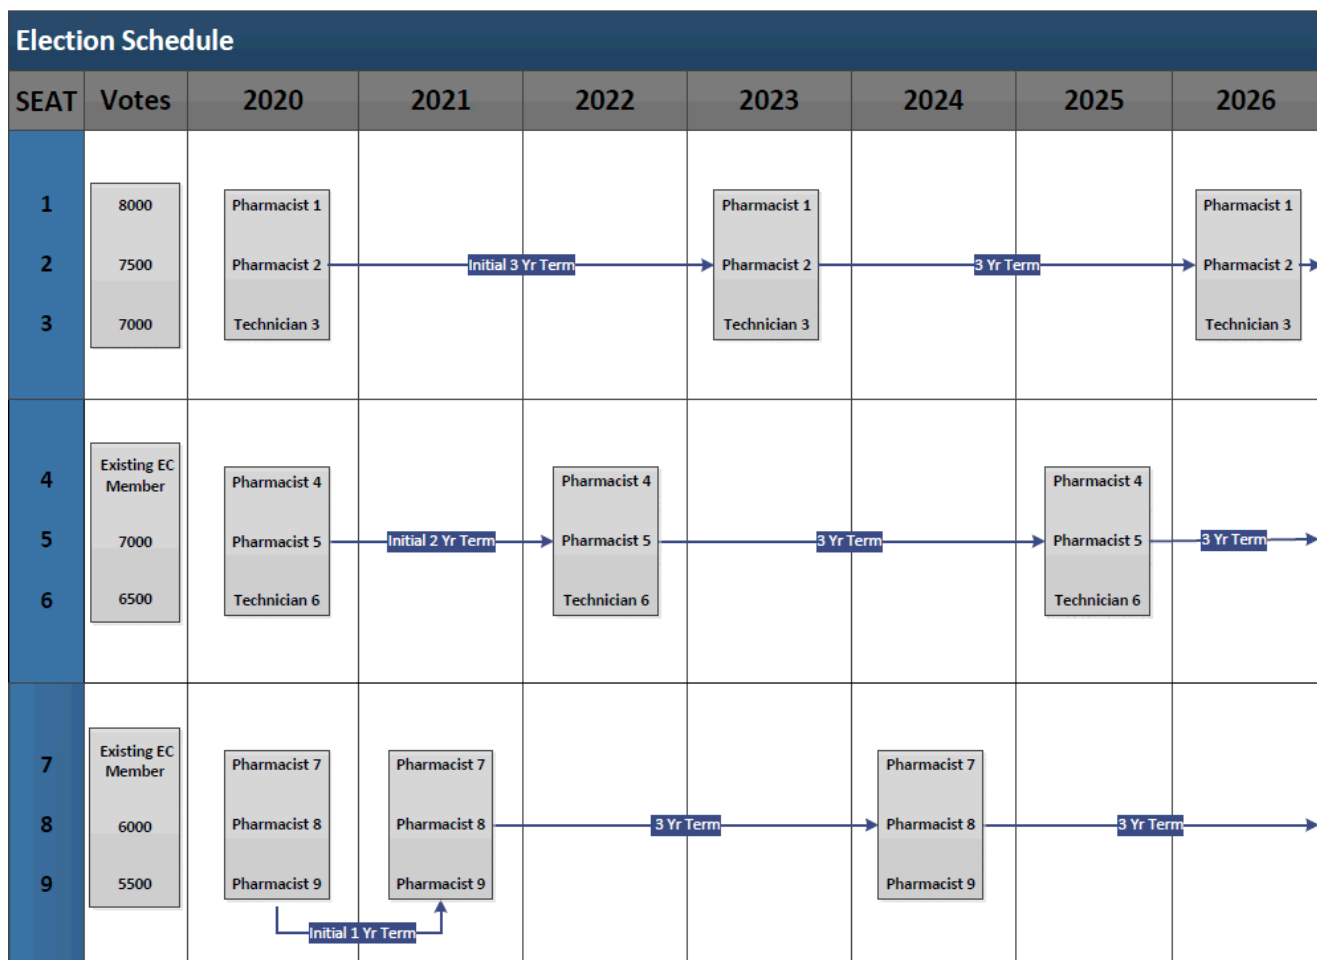 Election Schedule
SEAT Votes 2020 2021 2022 2023 2024 2025 2026
1 8000 Pharmacist 1 Pharmacist 1 Pharmacist 1
2 7500 Pharmacist 2 Initial 3 Yr Term Pharmacist 2 3 Yr Term Pharmacist 2
3 7000 Technician 3 Technician 3 Technician 3
Existing EC
4 Member Pharmacist 4 Pharmacist 4 Pharmacist 4
5 7000 Pharmacist 5 Initial 2 Yr Term Pharmacist 5 3 Yr Term Pharmacist 5 3 Yr Term
6 6500 Technician 6 Technician 6 Technician 6
Existing EC
7 Member Pharmacist 7 Pharmacist 7 Pharmacist 7
8 6000 Pharmacist 8 Pharmacist 8 3 Yr Term Pharmacist 8 3 Yr Term
9 5500 Pharmacist 9 Pharmacist 9 Pharmacist 9
Initial 1 Yr Term